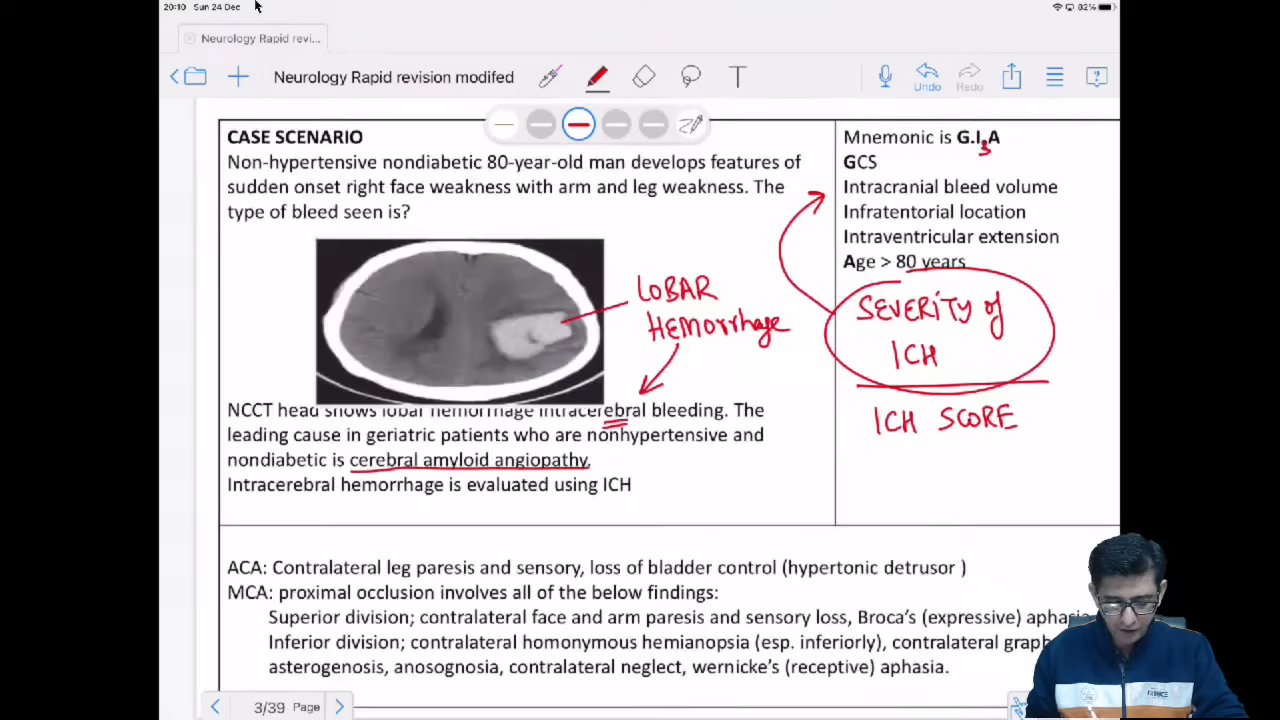 20:10 Sun 24 Dec
82%
Neurology Rapid revi...
Neurology Rapid revision modifed
Undo
Redo
CASE SCENARIO
Non-hypertensive nondiabetic 80-year-old man develops features of
sudden onset right face weakness with arm and leg weakness. The
type of bleed seen is?
LOBAR
HEMorrhage
NCCT head shows lobar hemorrhage intracerebral bleeding. The
leading cause in geriatric patients who are nonhypertensive and
nondiabetic is cerebral amyloid angiopathy.
Intracerebral hemorrhage is evaluated using ICH
Mnemonic is G.I3A
GCS
Intracranial bleed volume
Infratentorial location
Intraventricular extension
Age > 80 years
SEVERITY of
ICH
ICH SCORE
ACA: Contralateral leg paresis and sensory, loss of bladder control (hypertonic detrusor )
MCA: proximal occlusion involves all of the below findings:
Superior division; contralateral face and arm paresis and sensory loss, Broca's (expressive) aphasia
Inferior division; contralateral homonymous hemianopsia (esp. inferiorly), contralateral graph
asterogenosis, anosognosia, contralateral neglect, wernicke's (receptive) aphasia.
3/39 Page